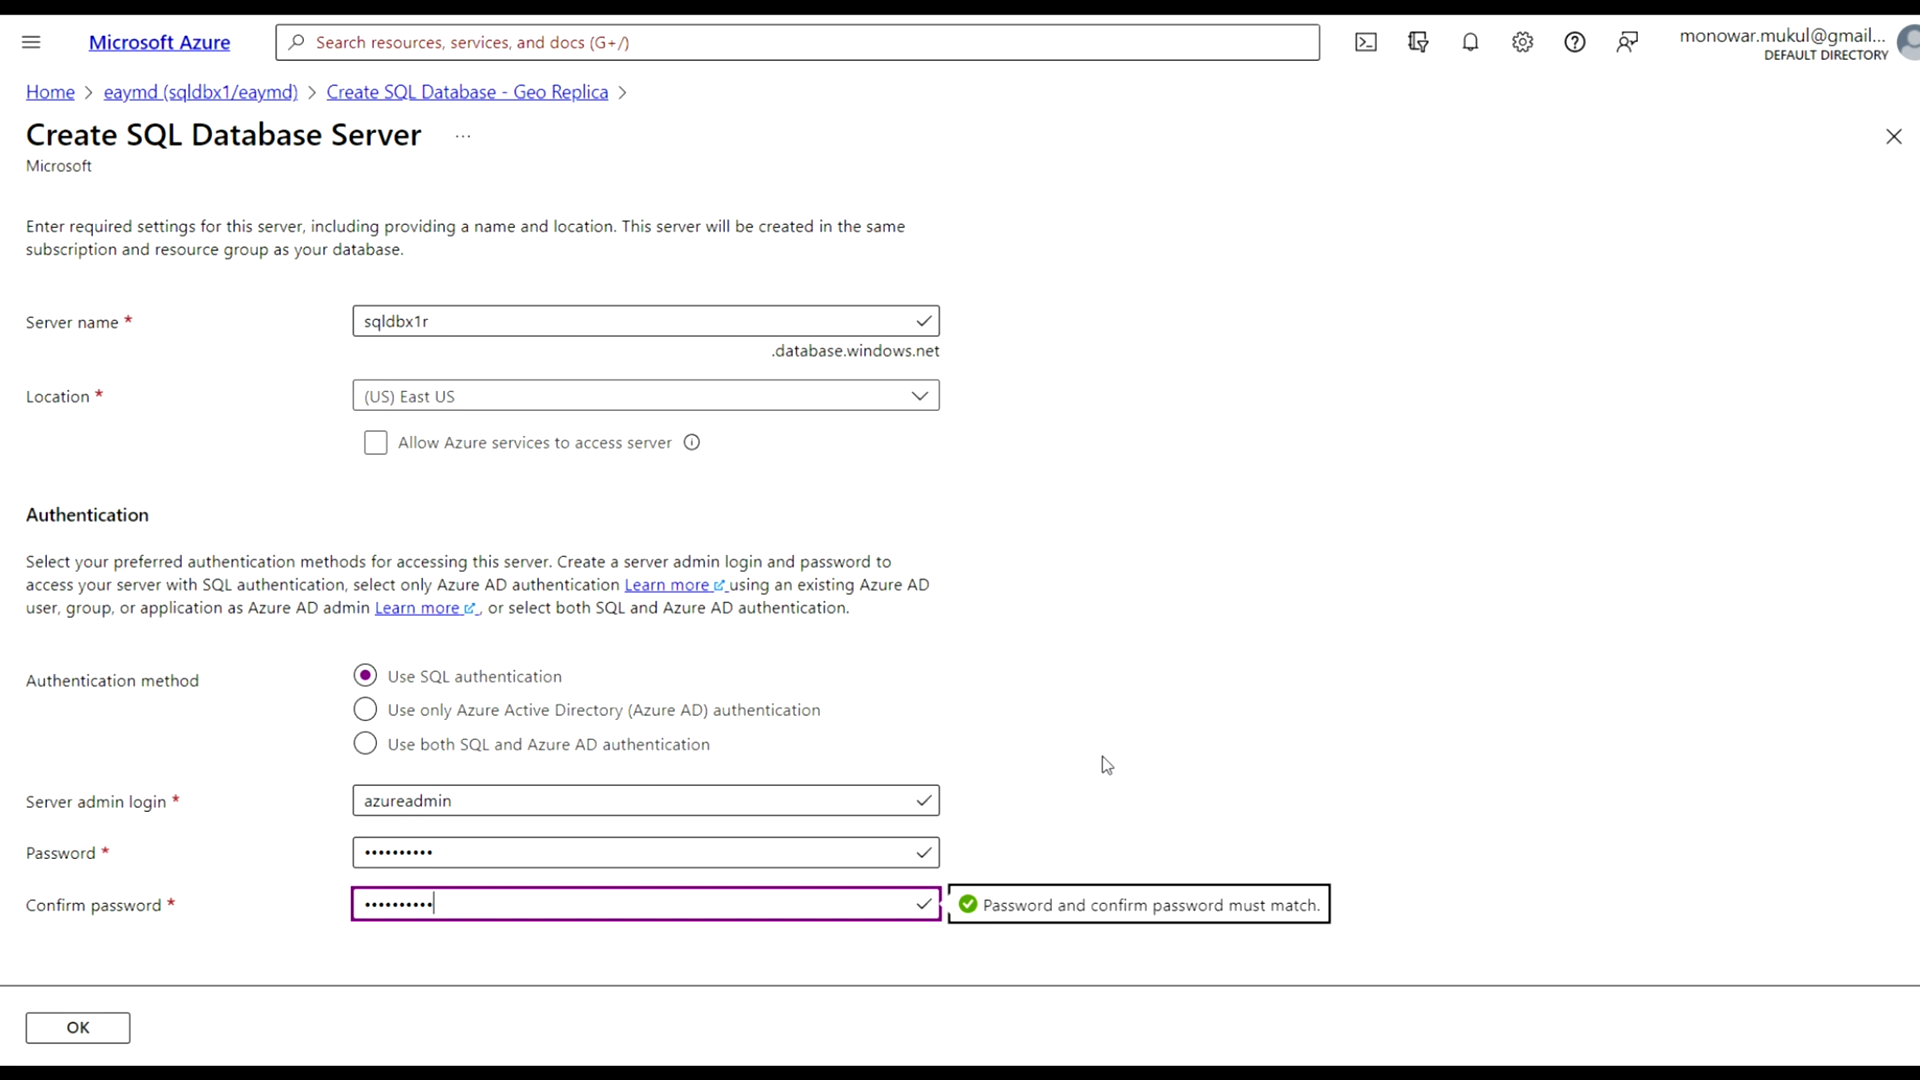 Microsoft Azure
Search resources, services, and docs (G+/)
monowar.mukul@gmail...
DEFAULT DIRECTORY
Home > eaymd (sqldbx1/eaymd) > Create SQL Database - Geo Replica >
Create SQL Database Server ...
Microsoft
Enter required settings for this server, including providing a name and location. This server will be created in the same
subscription and resource group as your database.
Server name *
sqldbx1r
.database.windows.net
Location *
(US) East US
Allow Azure services to access server
Authentication
Select your preferred authentication methods for accessing this server. Create a server admin login and password to
access your server with SQL authentication, select only Azure AD authentication Learn more using an existing Azure AD
user, group, or application as Azure AD admin Learn more , or select both SQL and Azure AD authentication.
Authentication method
Use SQL authentication
Use only Azure Active Directory (Azure AD) authentication
Use both SQL and Azure AD authentication
Server admin login *
azureadmin
Password *
••••••••••
Confirm password *
••••••••••
Password and confirm password must match.
OK